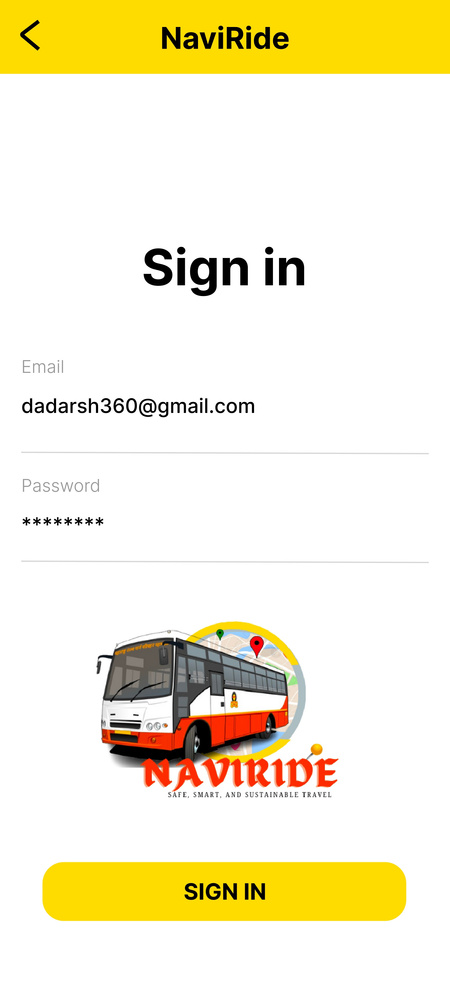 NaviRide
Sign in
Email
dadarsh360@gmail.com
Password
********
NAVIRIDE
SAFE, SMART, AND SUSTAINABLE TRAVEL
SIGN IN